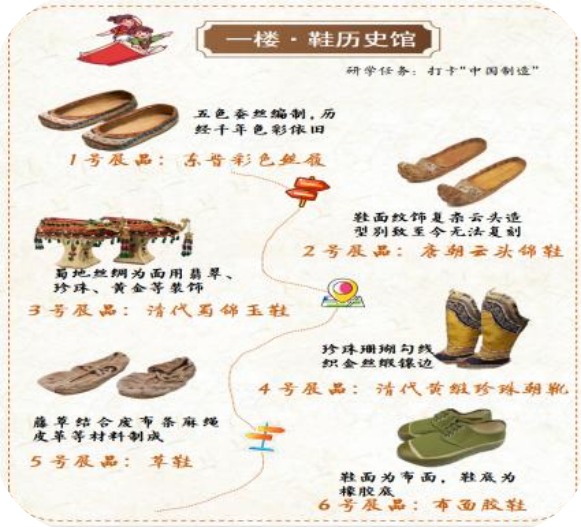 一楼·鞋历史馆
研学任务：打卡“中国制造”
五色蚕丝编制，历
经千年色彩依旧
1号展品：东晋彩色丝履
鞋面纹饰复杂云头造
型别致至今无法复刻
2号展品：唐朝云头锦鞋
蜀地丝绸为面用翡翠、
珍珠、黄金等装饰
3号展品：清代蜀锦玉鞋
珍珠珊瑚勾线
织金丝缎镶边
4号展品：清代黄缎珍珠朝靴
藤草结合废布条麻绳
皮革等材料制成
5号展品：草鞋
鞋面为布面，鞋底为
橡胶底
6号展品：布面胶鞋